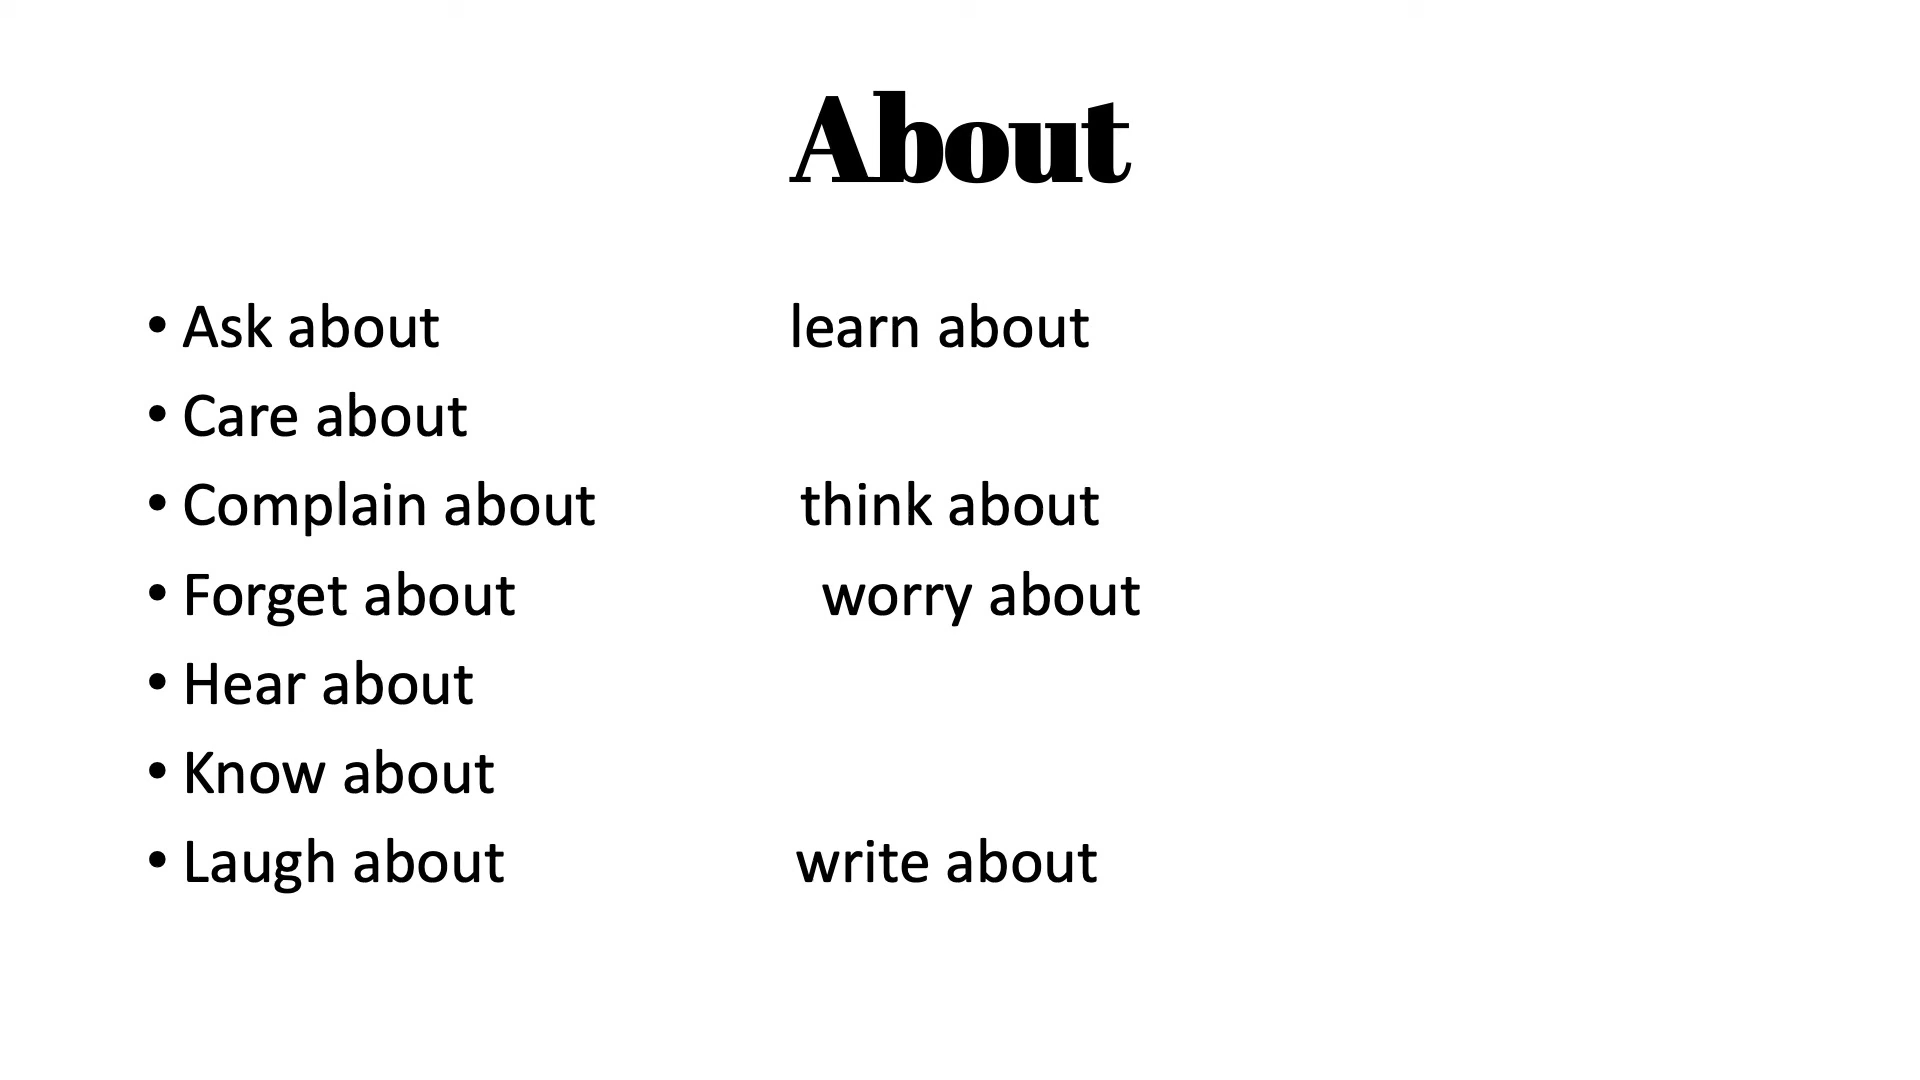 About
• Ask about learn about
• Care about
• Complain about think about
• Forget about worry about
• Hear about
• Know about
• Laugh about write about